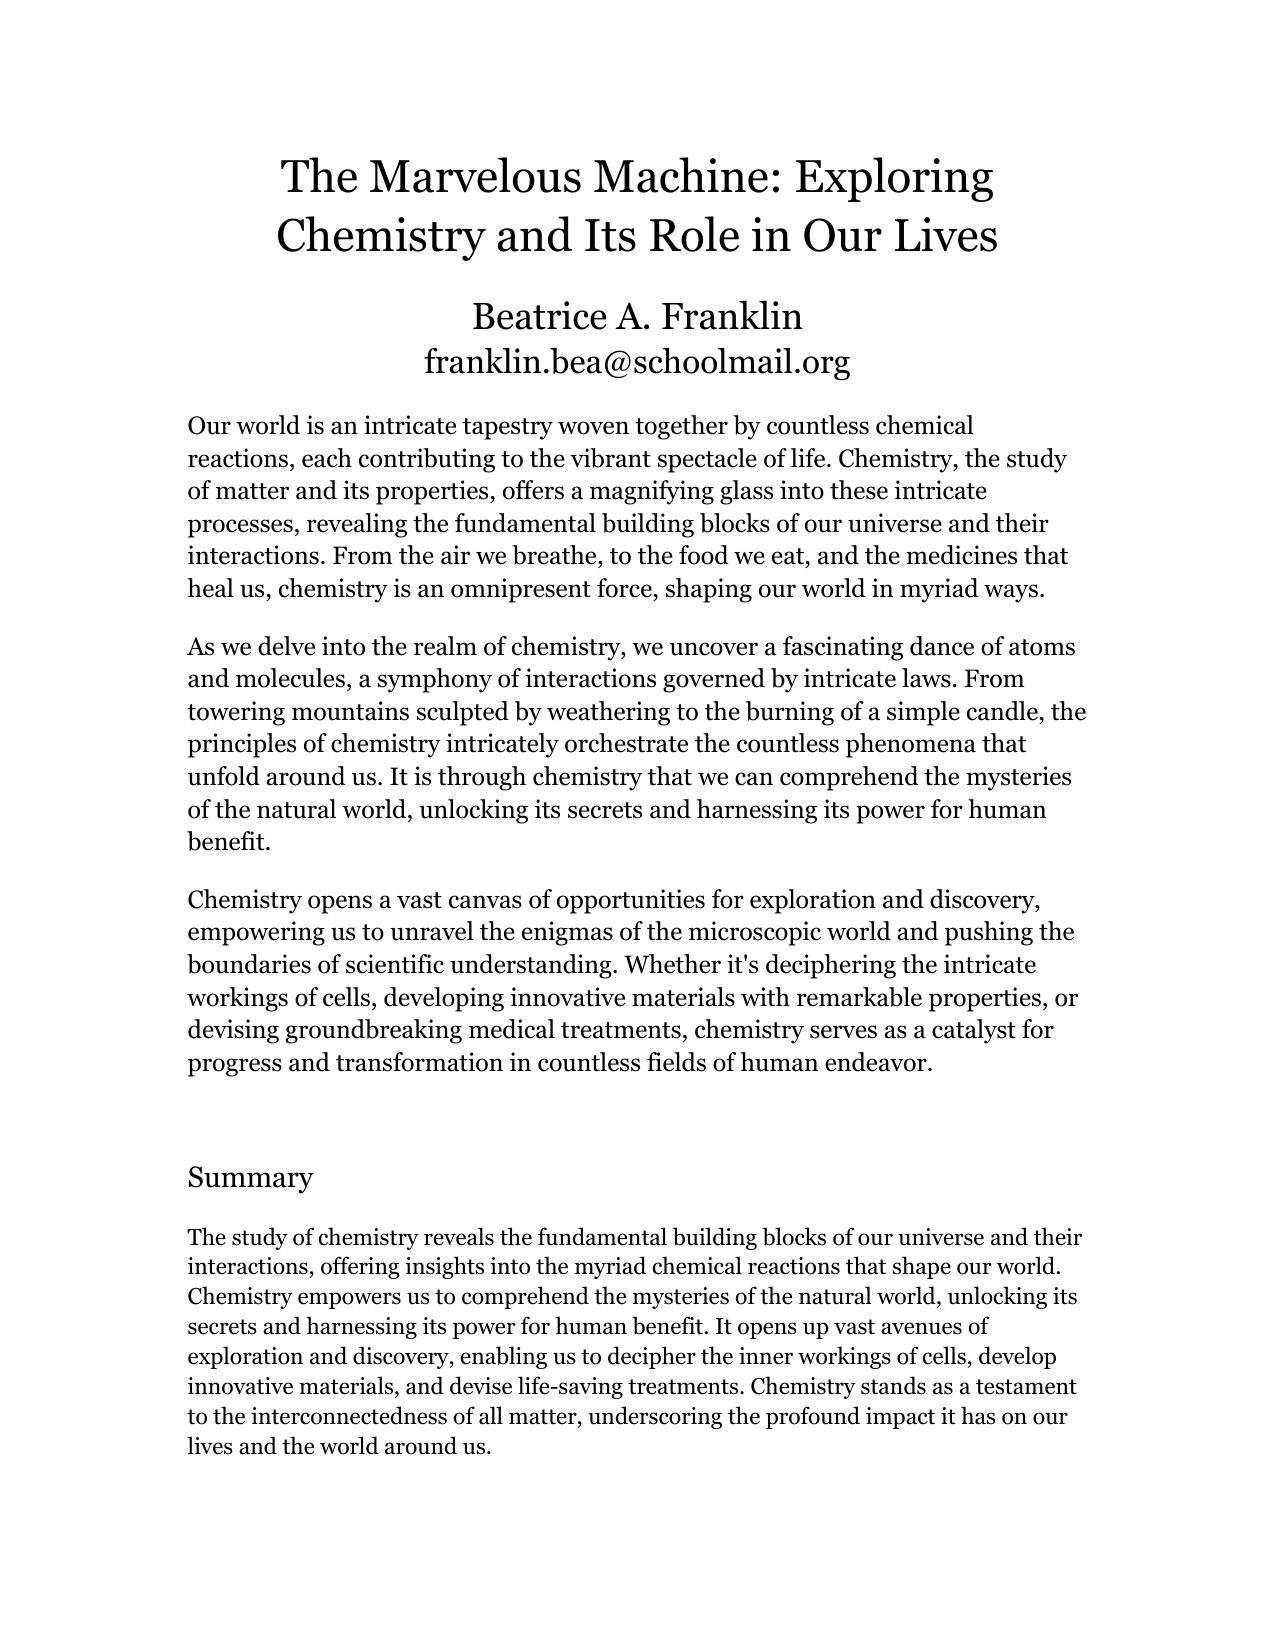 The Marvelous Machine: Exploring
Chemistry and Its Role in Our Lives
Beatrice A. Franklin
franklin.bea@schoolmail.org
Our world is an intricate tapestry woven together by countless chemical
reactions, each contributing to the vibrant spectacle of life. Chemistry, the study
of matter and its properties, offers a magnifying glass into these intricate
processes, revealing the fundamental building blocks of our universe and their
interactions. From the air we breathe, to the food we eat, and the medicines that
heal us, chemistry is an omnipresent force, shaping our world in myriad ways.
As we delve into the realm of chemistry, we uncover a fascinating dance of atoms
and molecules, a symphony of interactions governed by intricate laws. From
towering mountains sculpted by weathering to the burning of a simple candle, the
principles of chemistry intricately orchestrate the countless phenomena that
unfold around us. It is through chemistry that we can comprehend the mysteries
of the natural world, unlocking its secrets and harnessing its power for human
benefit.
Chemistry opens a vast canvas of opportunities for exploration and discovery,
empowering us to unravel the enigmas of the microscopic world and pushing the
boundaries of scientific understanding. Whether it's deciphering the intricate
workings of cells, developing innovative materials with remarkable properties, or
devising groundbreaking medical treatments, chemistry serves as a catalyst for
progress and transformation in countless fields of human endeavor.
Summary
The study of chemistry reveals the fundamental building blocks of our universe and their
interactions, offering insights into the myriad chemical reactions that shape our world.
Chemistry empowers us to comprehend the mysteries of the natural world, unlocking its
secrets and harnessing its power for human benefit. It opens up vast avenues of
exploration and discovery, enabling us to decipher the inner workings of cells, develop
innovative materials, and devise life-saving treatments. Chemistry stands as a testament
to the interconnectedness of all matter, underscoring the profound impact it has on our
lives and the world around us.